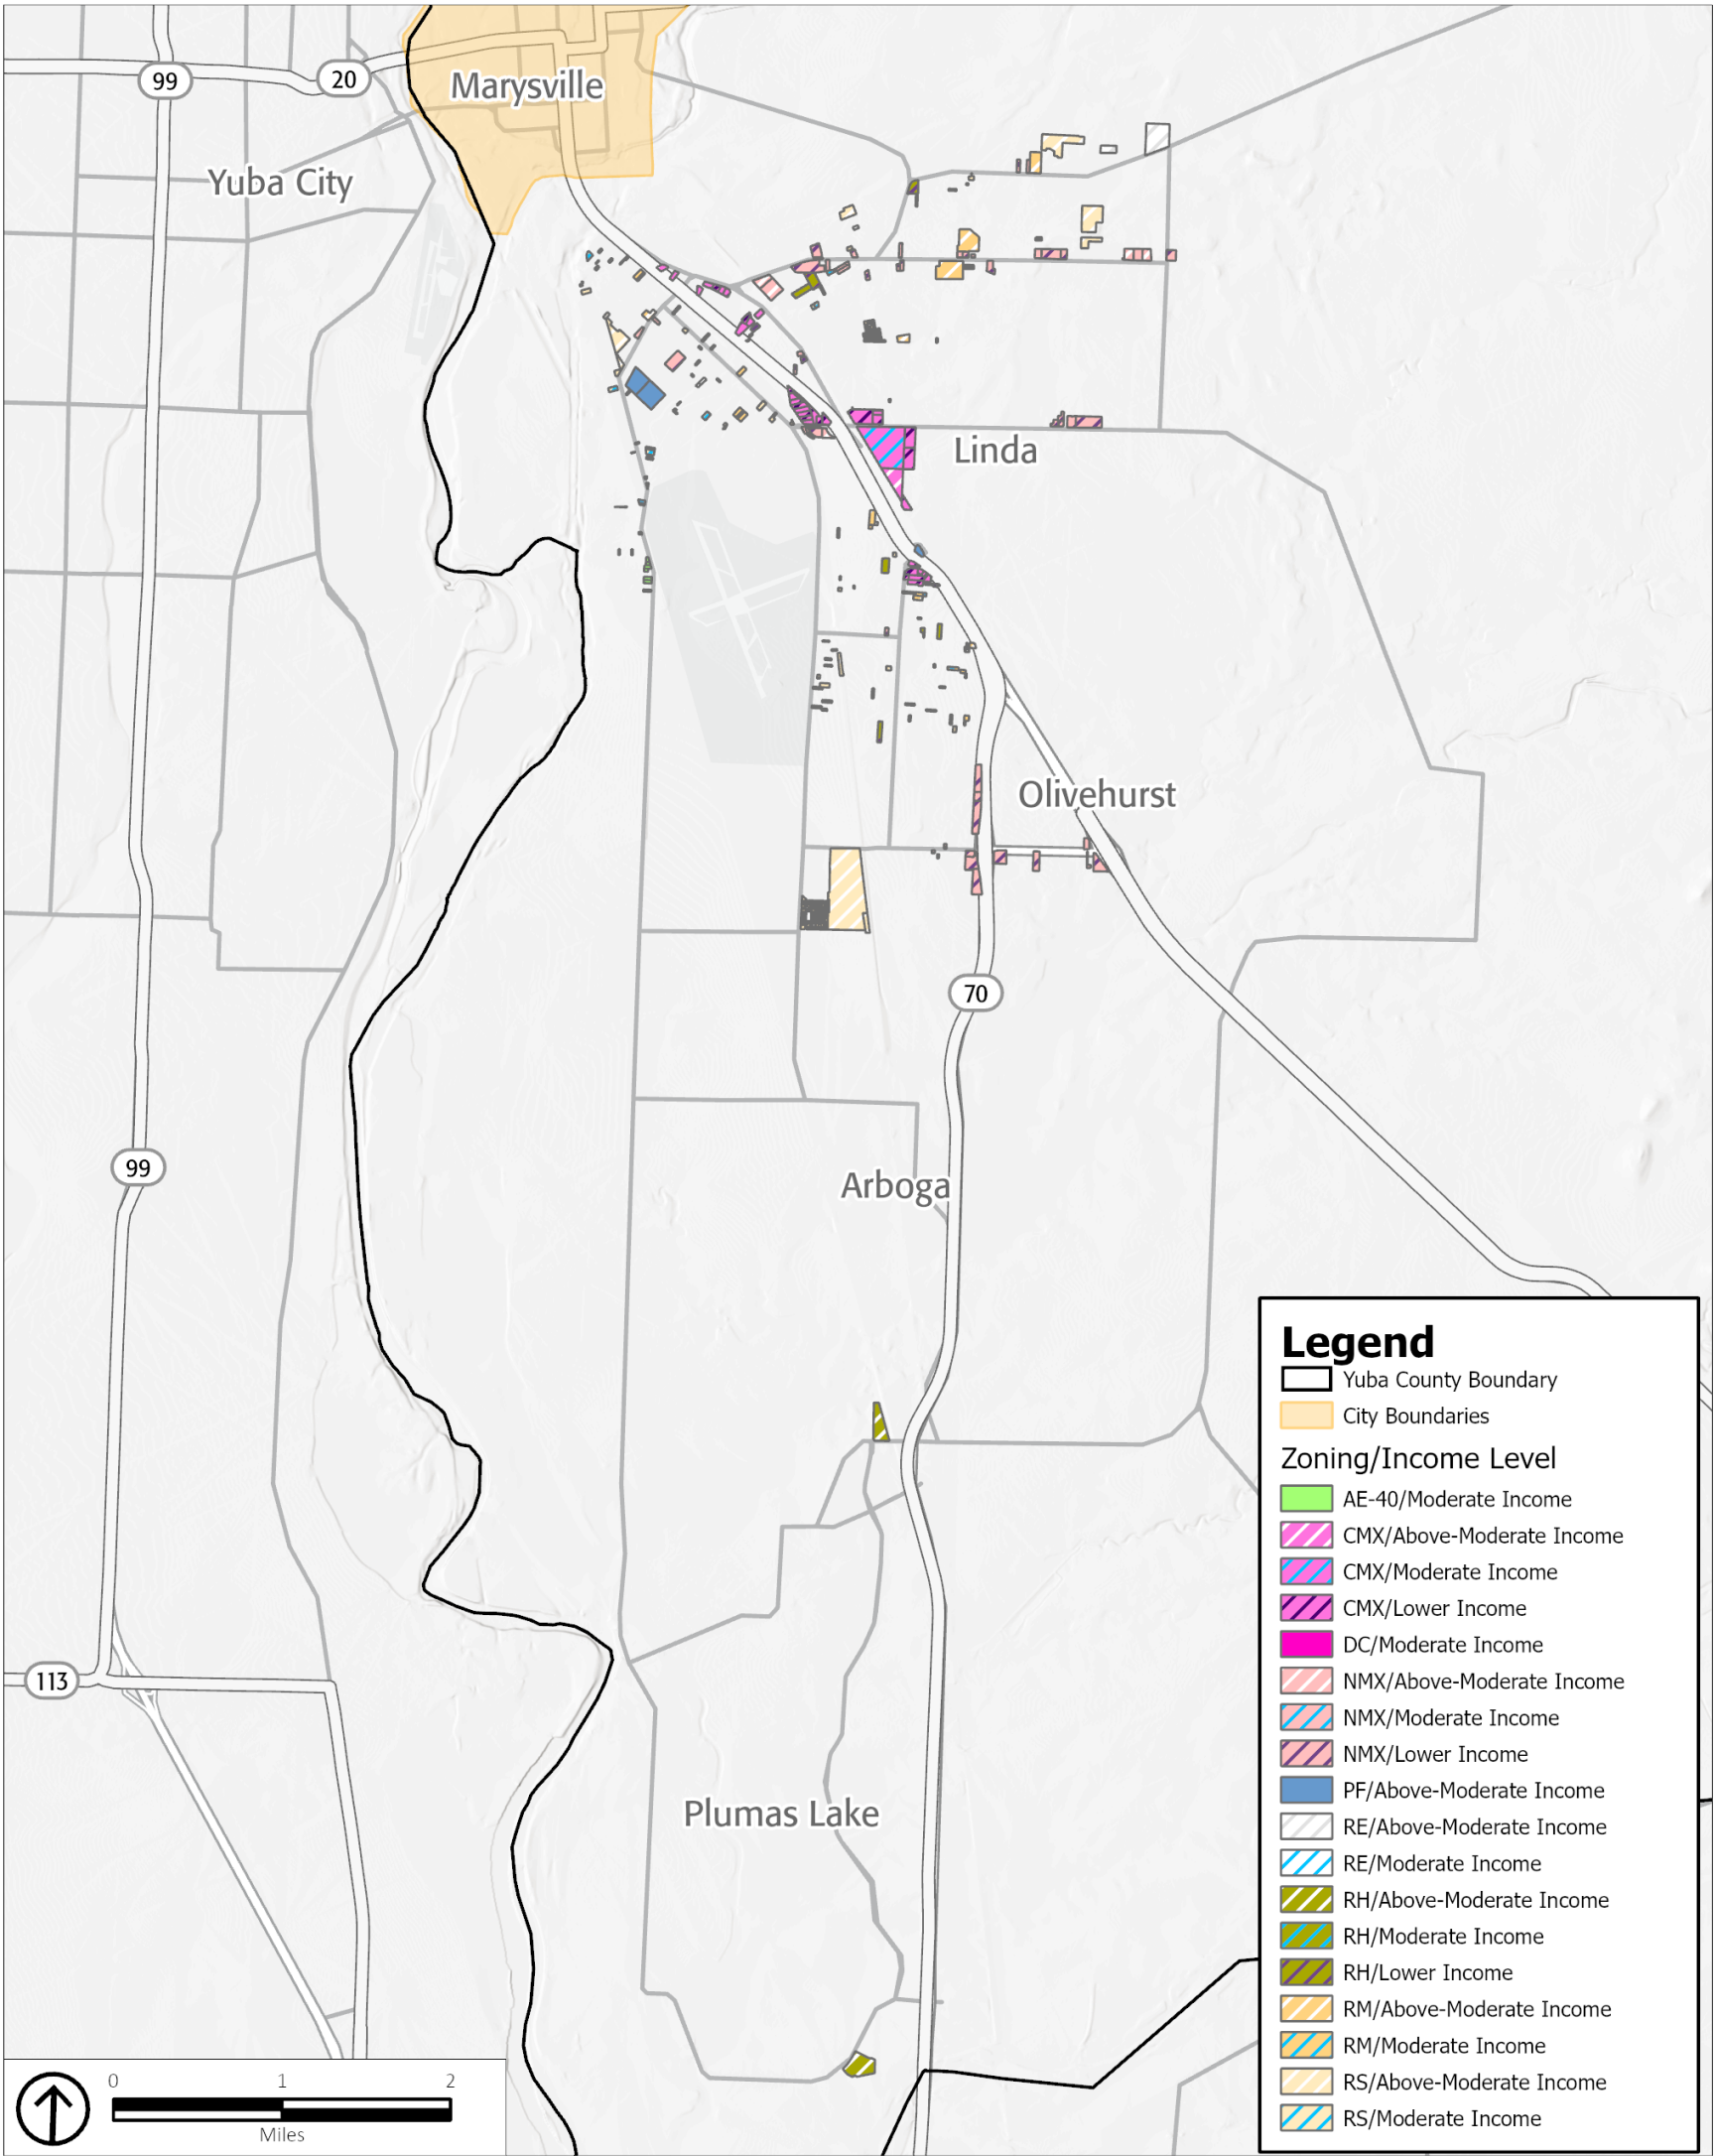 Marysville
99
20
Yuba City
Linda
Olivehurst
70
99
Arboga
113
Plumas Lake
Legend
Yuba County Boundary
City Boundaries
Zoning/Income Level
AE-40/Moderate Income
CMX/Above-Moderate Income
CMX/Moderate Income
CMX/Lower Income
DC/Moderate Income
NMX/Above-Moderate Income
NMX/Moderate Income
NMX/Lower Income
PF/Above-Moderate Income
RE/Above-Moderate Income
RE/Moderate Income
RH/Above-Moderate Income
RH/Moderate Income
RH/Lower Income
RM/Above-Moderate Income
RM/Moderate Income
RS/Above-Moderate Income
RS/Moderate Income
0 1 2
Miles